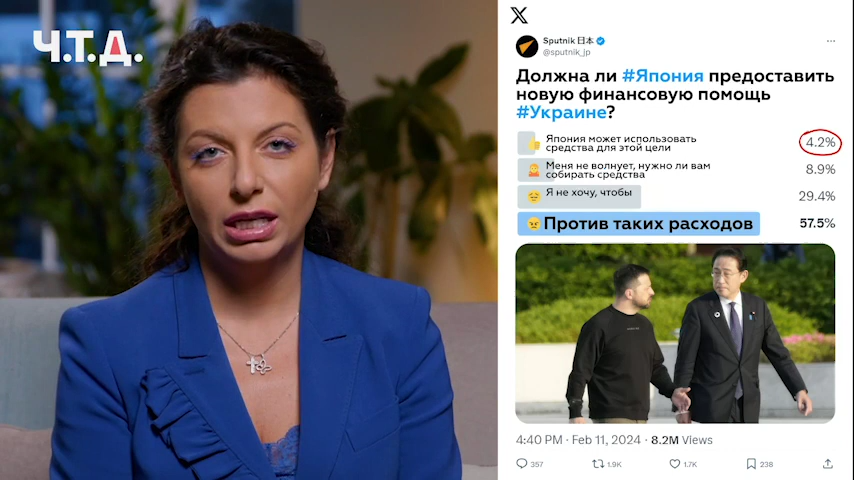 Ч.Т.Д.
Sputnik 日本
@sputnik_jp
Должна ли #Япония предоставить
новую финансовую помощь
#Украине?
Япония может использовать
средства для этой цели
4.2%
Меня не волнует, нужно ли вам
собирать средства
8.9%
Я не хочу, чтобы
29.4%
Против таких расходов
57.5%
4:40 PM · Feb 11, 2024 · 8.2M Views
357
1.9K
1.7K
238